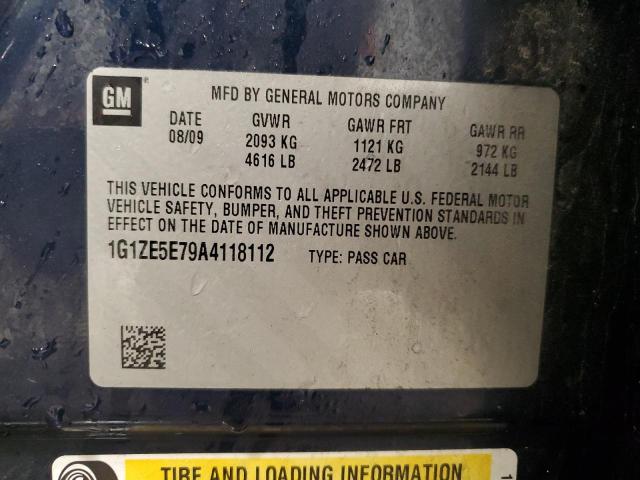 GM
MFD BY GENERAL MOTORS COMPANY
DATE GVWR GAWR FRT GAWR RR
08/09 2093 KG 1121 KG 972 KG
4616 LB 2472 LB 2144 LB
THIS VEHICLE CONFORMS TO ALL APPLICABLE U.S. FEDERAL MOTOR
VEHICLE SAFETY, BUMPER, AND THEFT PREVENTION STANDARDS IN
EFFECT ON THE DATE OF MANUFACTURE SHOWN ABOVE.
1G1ZE5E79A4118112 TYPE: PASS CAR
TIRE AND LOADING INFORMATION